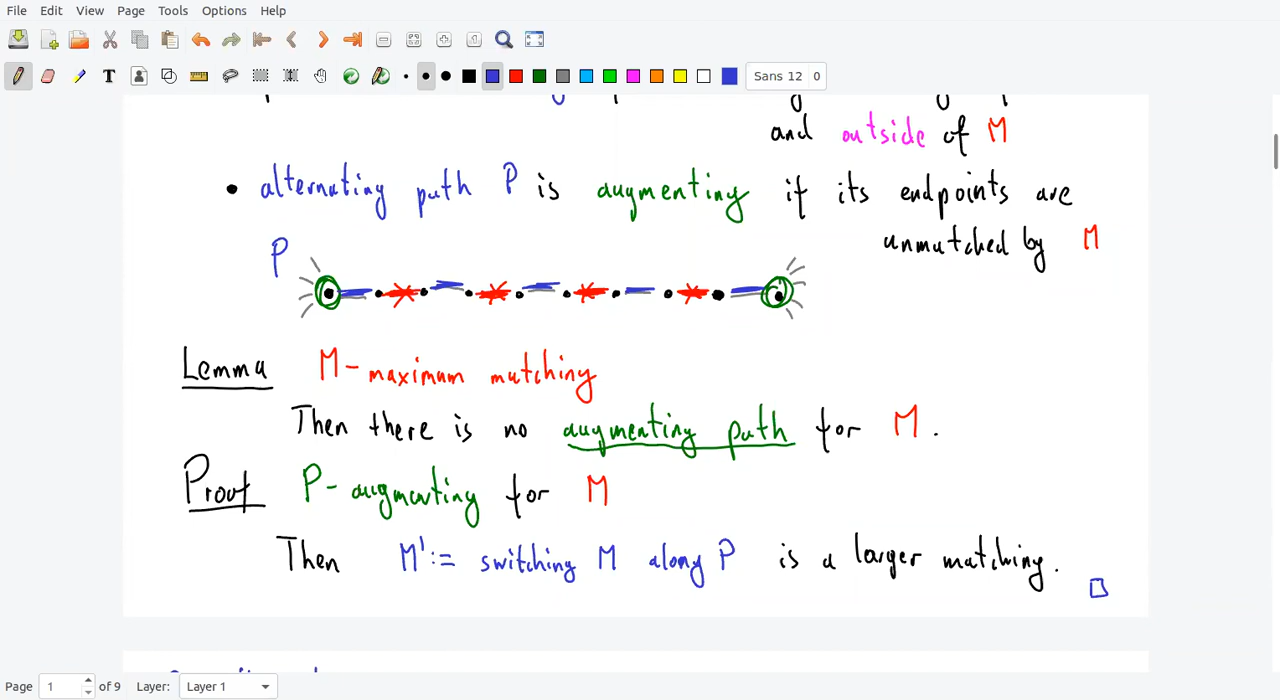 File Edit View Page Tools Options Help
Sans 12 0
and outside of M
• alternating path P is augmenting if its endpoints are
unmatched by M
P
Lemma M - maximum matching
Then there is no augmenting path for M.
Proof P - augmenting for M
Then M' := switching M along P is a larger matching. □
Page 1 of 9 Layer: Layer 1